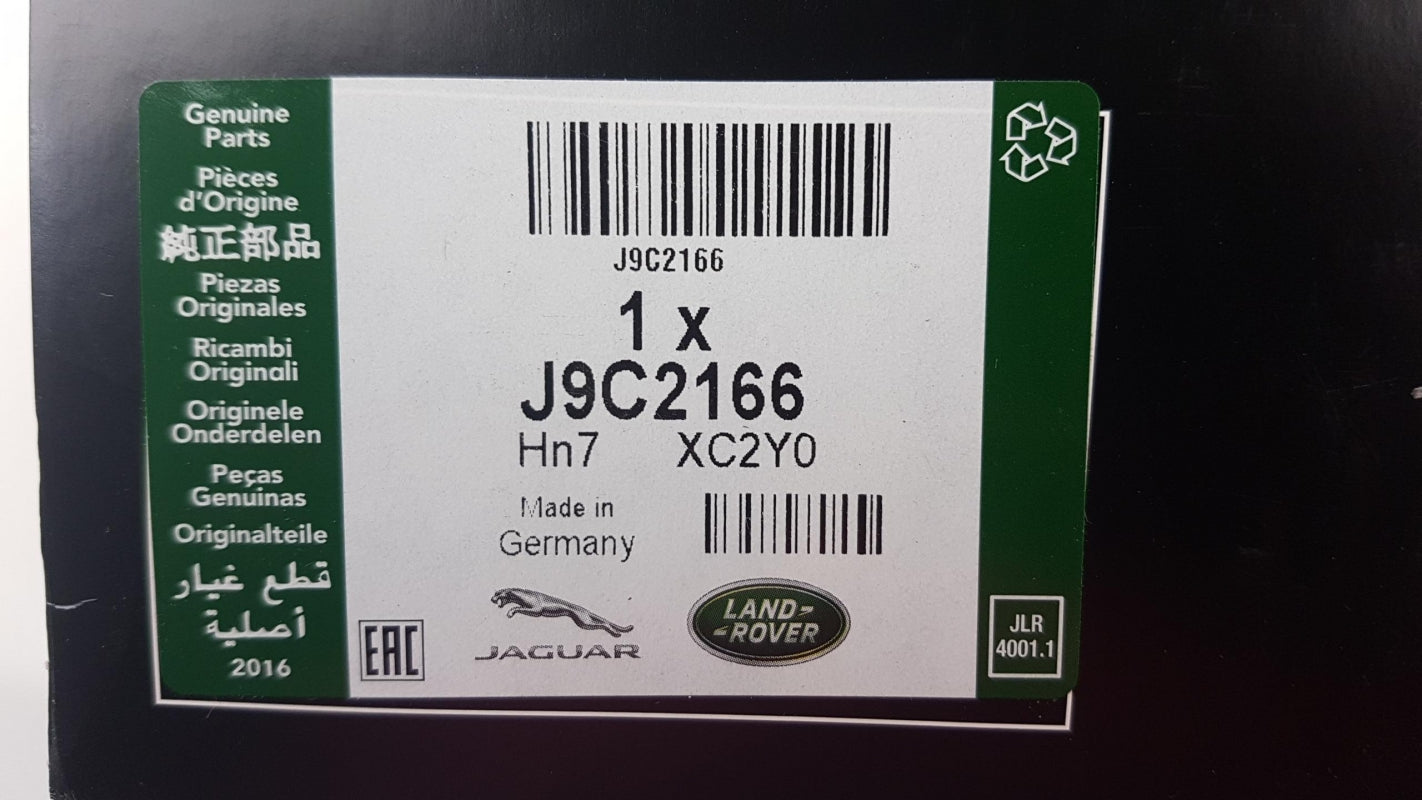 Genuine
Parts
Pièces
d'Origine
純正部品
Piezas
Originales
Ricambi
Originali
Originele
Onderdelen
Peças
Genuinas
Originalteile
قطع غيار
أصلية
2016
J9C2166
1 x
J9C2166
Hn7 XC2Y0
Made in
Germany
EAC
JAGUAR
LAND-
-ROVER
JLR
4001.1